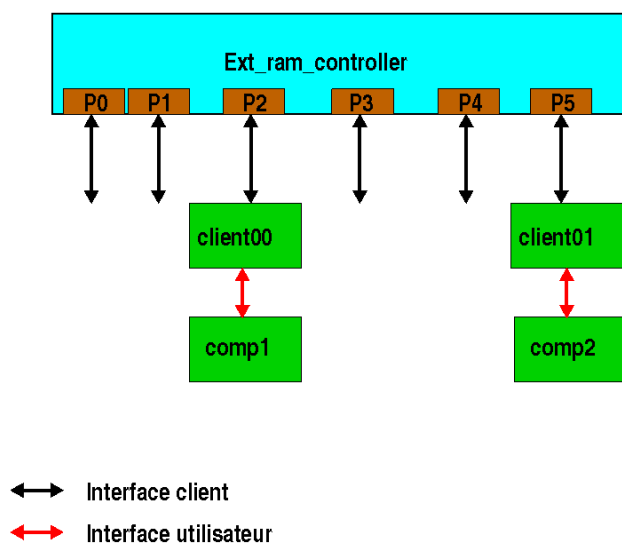 Ext_ram_controller
P0 P1 P2 P3 P4 P5
client00 client01
comp1 comp2
Interface client
Interface utilisateur